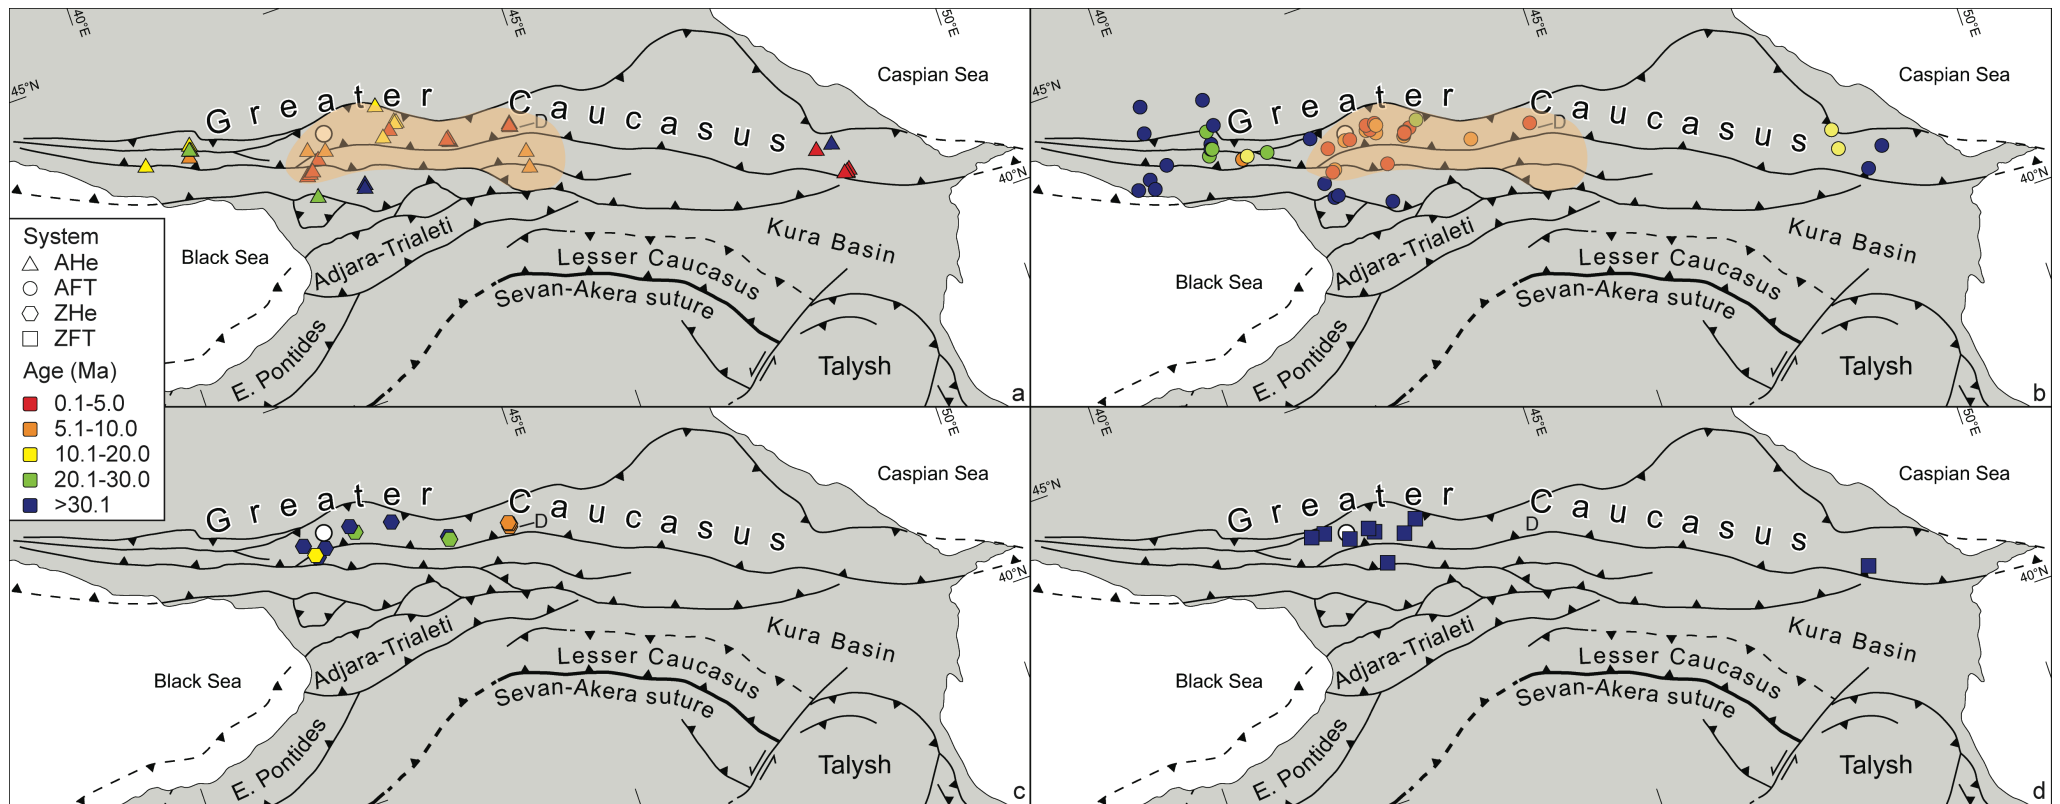 40°E
45°E
50°E
45°N
Caspian Sea
Greater Caucasus
D
40°N
Kura Basin
Adjara-Trialeti
Lesser Caucasus
Sevan-Akera suture
Black Sea
E. Pontides
Talysh
a
System
AHe
AFT
ZHe
ZFT
Age (Ma)
0.1-5.0
5.1-10.0
10.1-20.0
20.1-30.0
>30.1
40°E
45°E
50°E
45°N
Caspian Sea
Greater Caucasus
D
40°N
Kura Basin
Adjara-Trialeti
Lesser Caucasus
Sevan-Akera suture
Black Sea
E. Pontides
Talysh
b
45°E
50°E
Caspian Sea
Greater Caucasus
D
40°N
Kura Basin
Adjara-Trialeti
Lesser Caucasus
Sevan-Akera suture
Black Sea
E. Pontides
Talysh
c
40°E
45°E
50°E
45°N
Caspian Sea
Greater Caucasus
D
40°N
Kura Basin
Adjara-Trialeti
Lesser Caucasus
Sevan-Akera suture
Black Sea
E. Pontides
Talysh
d